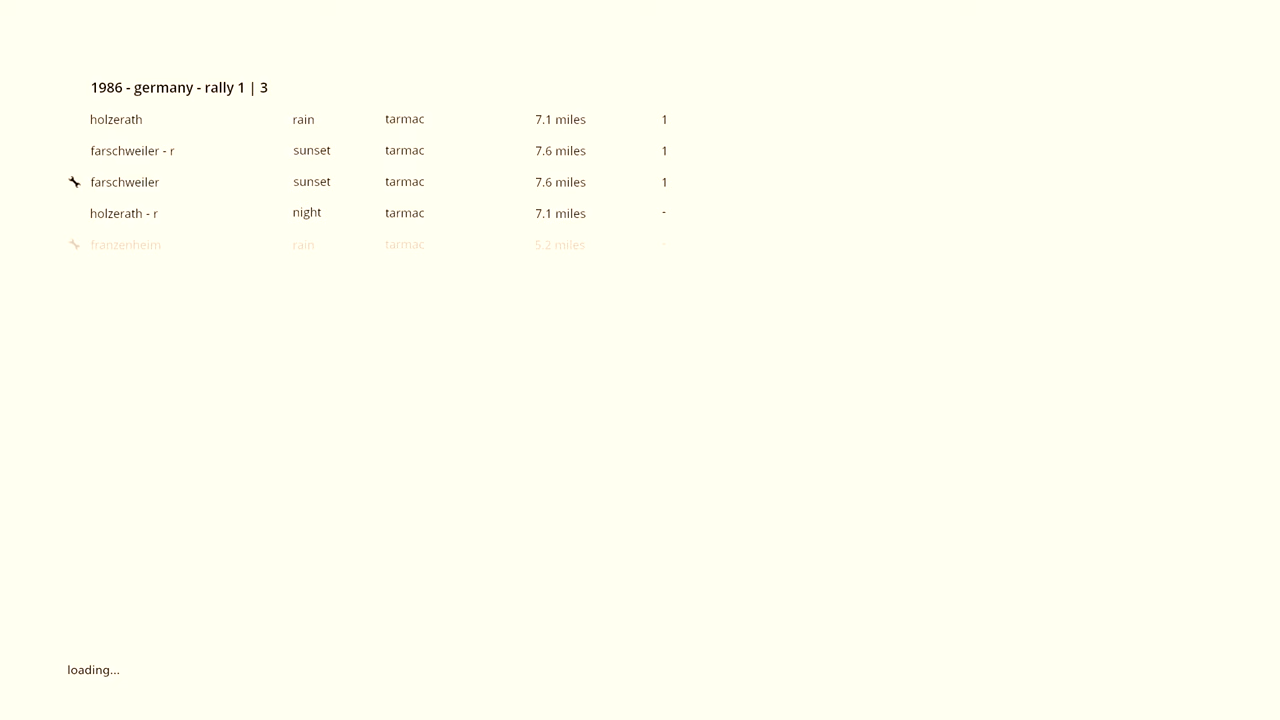 1986 - germany - rally 1 | 3
holzerath rain tarmac 7.1 miles 1
farschweiler - r sunset tarmac 7.6 miles 1
farschweiler sunset tarmac 7.6 miles 1
holzerath - r night tarmac 7.1 miles -
franzenheim rain tarmac 5.2 miles -
loading...